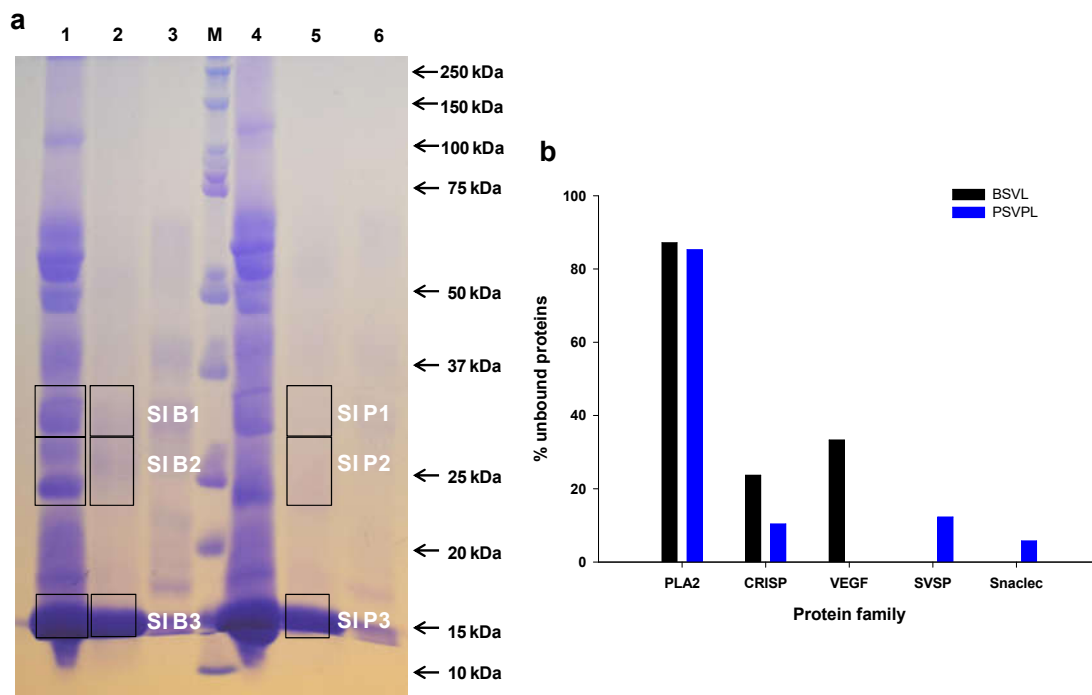 a
1 2 3 M 4 5 6
250 kDa
150 kDa
100 kDa
75 kDa
50 kDa
37 kDa
SI B1 SI P1
SI B2 SI P2
25 kDa
20 kDa
SI B3 SI P3
15 kDa
10 kDa
b
100
80
60
40
20
0
% unbound proteins
BSVL
PSVPL
PLA2 CRISP VEGF SVSP Snaclec
Protein family